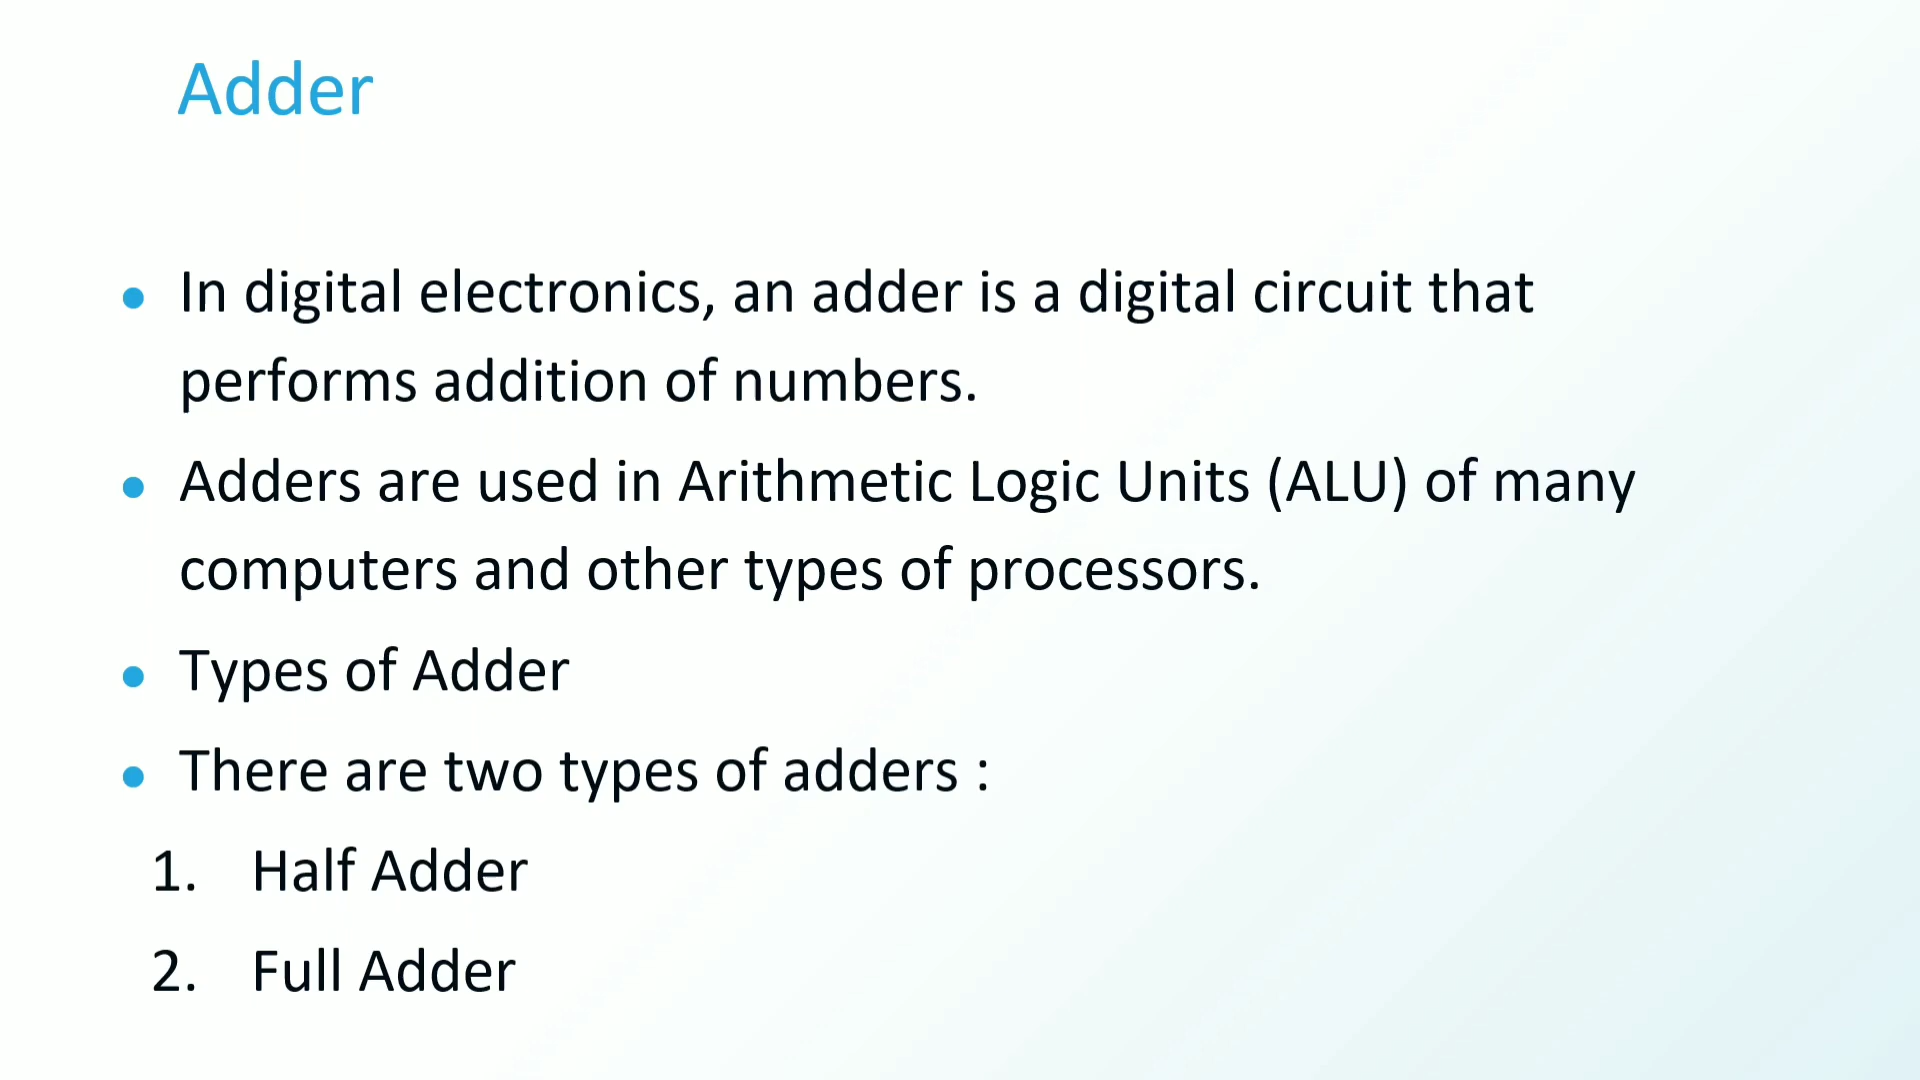 Adder
• In digital electronics, an adder is a digital circuit that
performs addition of numbers.
• Adders are used in Arithmetic Logic Units (ALU) of many
computers and other types of processors.
• Types of Adder
• There are two types of adders :
1. Half Adder
2. Full Adder